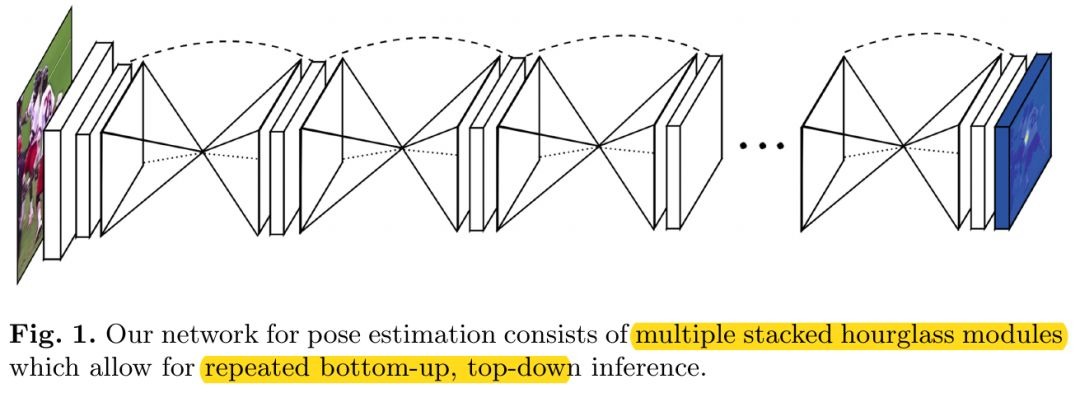 Fig. 1. Our network for pose estimation consists of multiple stacked hourglass modules
which allow for repeated bottom-up, top-down inference.